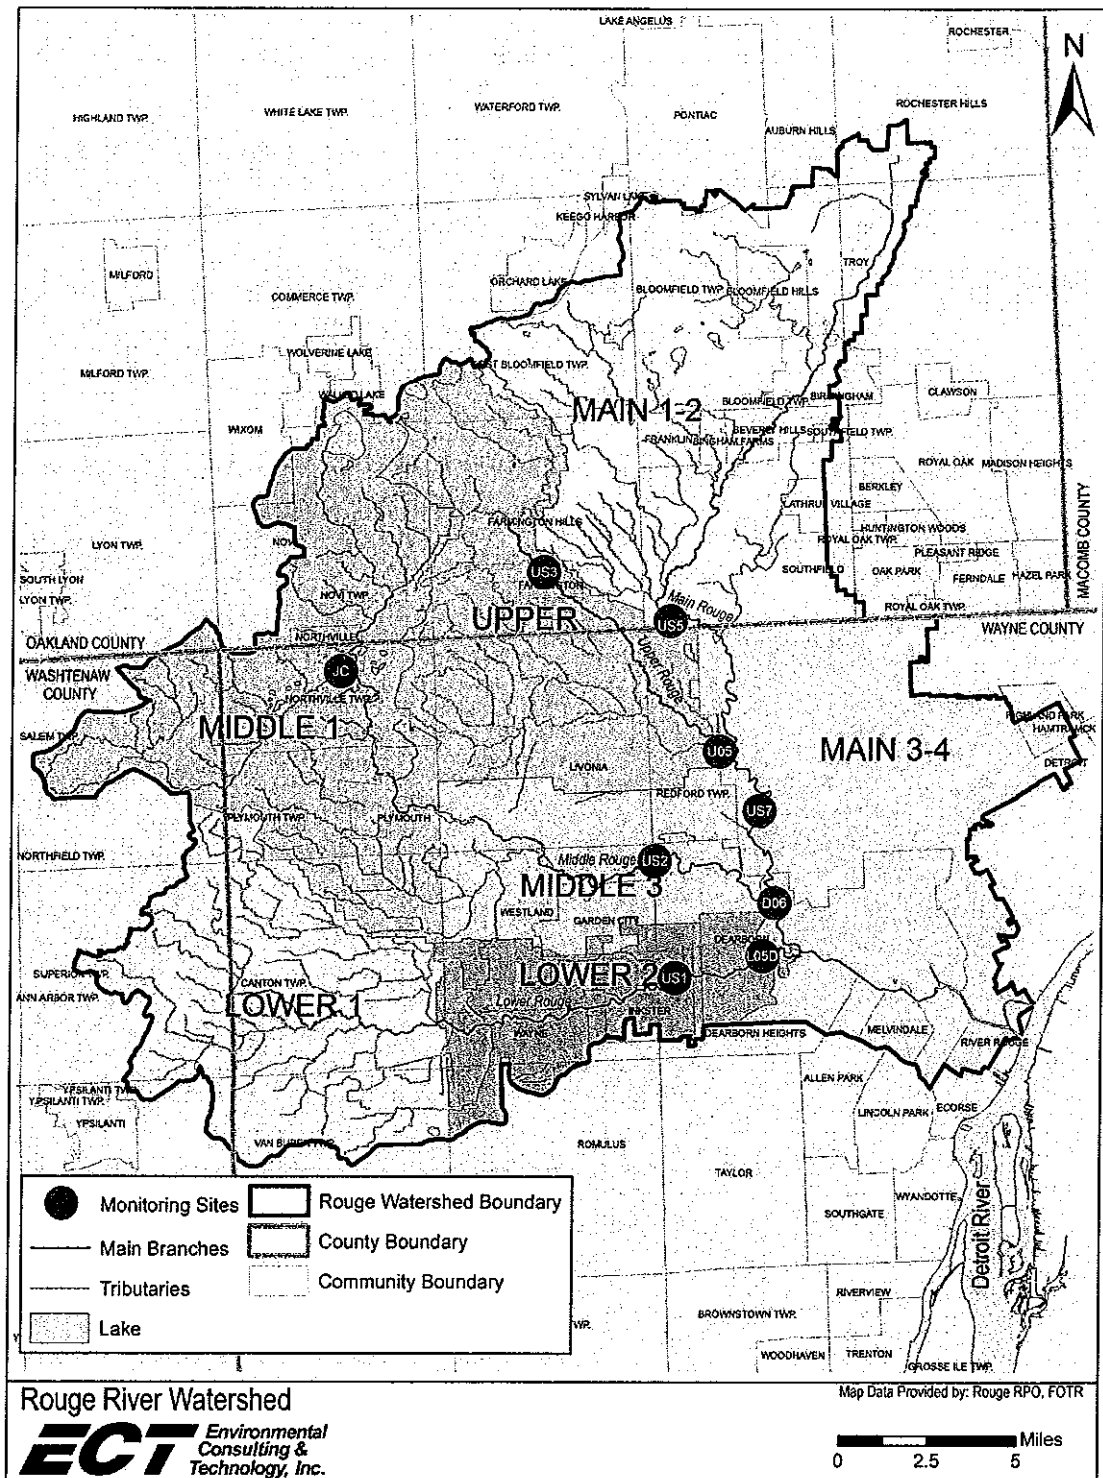 LAKE ANGELUS
ROCHESTER
N
HIGHLAND TWP.
WHITE LAKE TWP.
WATERFORD TWP.
PONTIAC
ROCHESTER HILLS
AUBURN HILLS
SYLVAN LAKE
KEEGO HARBOR
TROY
MILFORD
ORCHARD LAKE
BLOOMFIELD TWP.
BLOOMFIELD HILLS
COMMERCE TWP.
WOLVERINE LAKE
MILFORD TWP.
WEST BLOOMFIELD TWP.
WALLED LAKE
CLAWSON
BIRMINGHAM
BLOOMFIELD TWP.
MAIN 1-2
WIXOM
BEVERLY HILLS
SOUTHFIELD TWP.
FRANKLIN
BINGHAM FARMS
ROYAL OAK
MADISON HEIGHTS
BERKLEY
LATHRUP VILLAGE
FARMINGTON HILLS
HUNTINGTON WOODS
LYON TWP.
NOVI
ROYAL OAK TWP.
PLEASANT RIDGE
MACOMB COUNTY
SOUTHFIELD
OAK PARK
FERNDALE
HAZEL PARK
SOUTH LYON
US3
FARMINGTON
LYON TWP.
NOVI TWP.
Main Rouge
ROYAL OAK TWP.
UPPER
US5
OAKLAND COUNTY
NORTHVILLE
WAYNE COUNTY
WASHTENAW
COUNTY
JC
Upper Rouge
NORTHVILLE TWP.
MIDDLE 1
SALEM TWP.
HIGHLAND PARK
HAMTRAMCK
U05
MAIN 3-4
DETROIT
LIVONIA
REDFORD TWP.
US7
PLYMOUTH TWP.
PLYMOUTH
NORTHFIELD TWP.
Middle Rouge
US2
MIDDLE 3
D06
WESTLAND
GARDEN CITY
DEARBORN
L05D
SUPERIOR TWP.
LOWER 2
US1
CANTON TWP.
ANN ARBOR TWP.
LOWER 1
Lower Rouge
INKSTER
WAYNE
DEARBORN HEIGHTS
MELVINDALE
RIVER ROUGE
ALLEN PARK
YPSILANTI TWP.
YPSILANTI TWP.
LINCOLN PARK
ECORSE
YPSILANTI
VAN BUREN TWP.
ROMULUS
TAYLOR
WYANDOTTE
SOUTHGATE
Detroit River
RIVERVIEW
BROWNSTOWN TWP.
WOODHAVEN
TRENTON
GROSSE ILE TWP.
Y
WP.
Monitoring Sites
Rouge Watershed Boundary
Main Branches
County Boundary
Tributaries
Community Boundary
Lake
Rouge River Watershed
Map Data Provided by: Rouge RPO, FOTR
ECT Environmental
Consulting &
Technology, Inc.
Miles
0 2.5 5